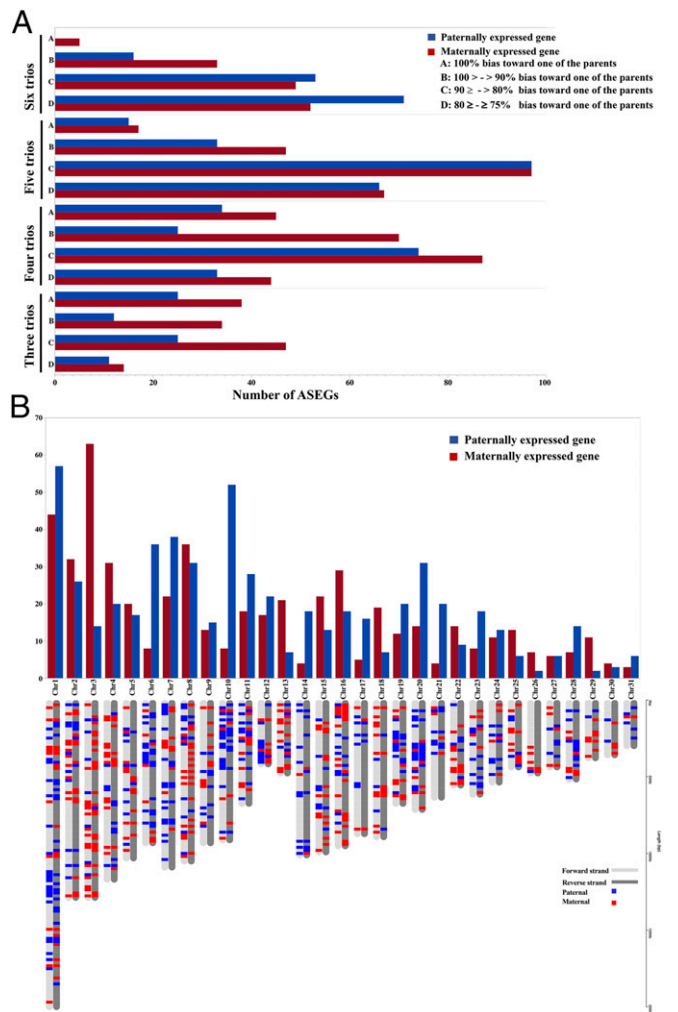 A
Paternally expressed gene
Maternally expressed gene
A: 100% bias toward one of the parents
B: 100 > - > 90% bias toward one of the parents
C: 90 ≥ - > 80% bias toward one of the parents
D: 80 ≥ - ≥ 75% bias toward one of the parents
Six trios
A
B
C
D
Five trios
A
B
C
D
Four trios
A
B
C
D
Three trios
A
B
C
D
0 20 40 60 80 100
Number of ASEGs
B
70
60
50
40
30
20
10
0
Paternally expressed gene
Maternally expressed gene
Chr1 Chr2 Chr3 Chr4 Chr5 Chr6 Chr7 Chr8 Chr9 Chr10 Chr11 Chr12 Chr13 Chr14 Chr15 Chr16 Chr17 Chr18 Chr19 Chr20 Chr21 Chr22 Chr23 Chr24 Chr25 Chr26 Chr27 Chr28 Chr29 Chr30 Chr31
Forward strand
Reverse strand
Paternal
Maternal